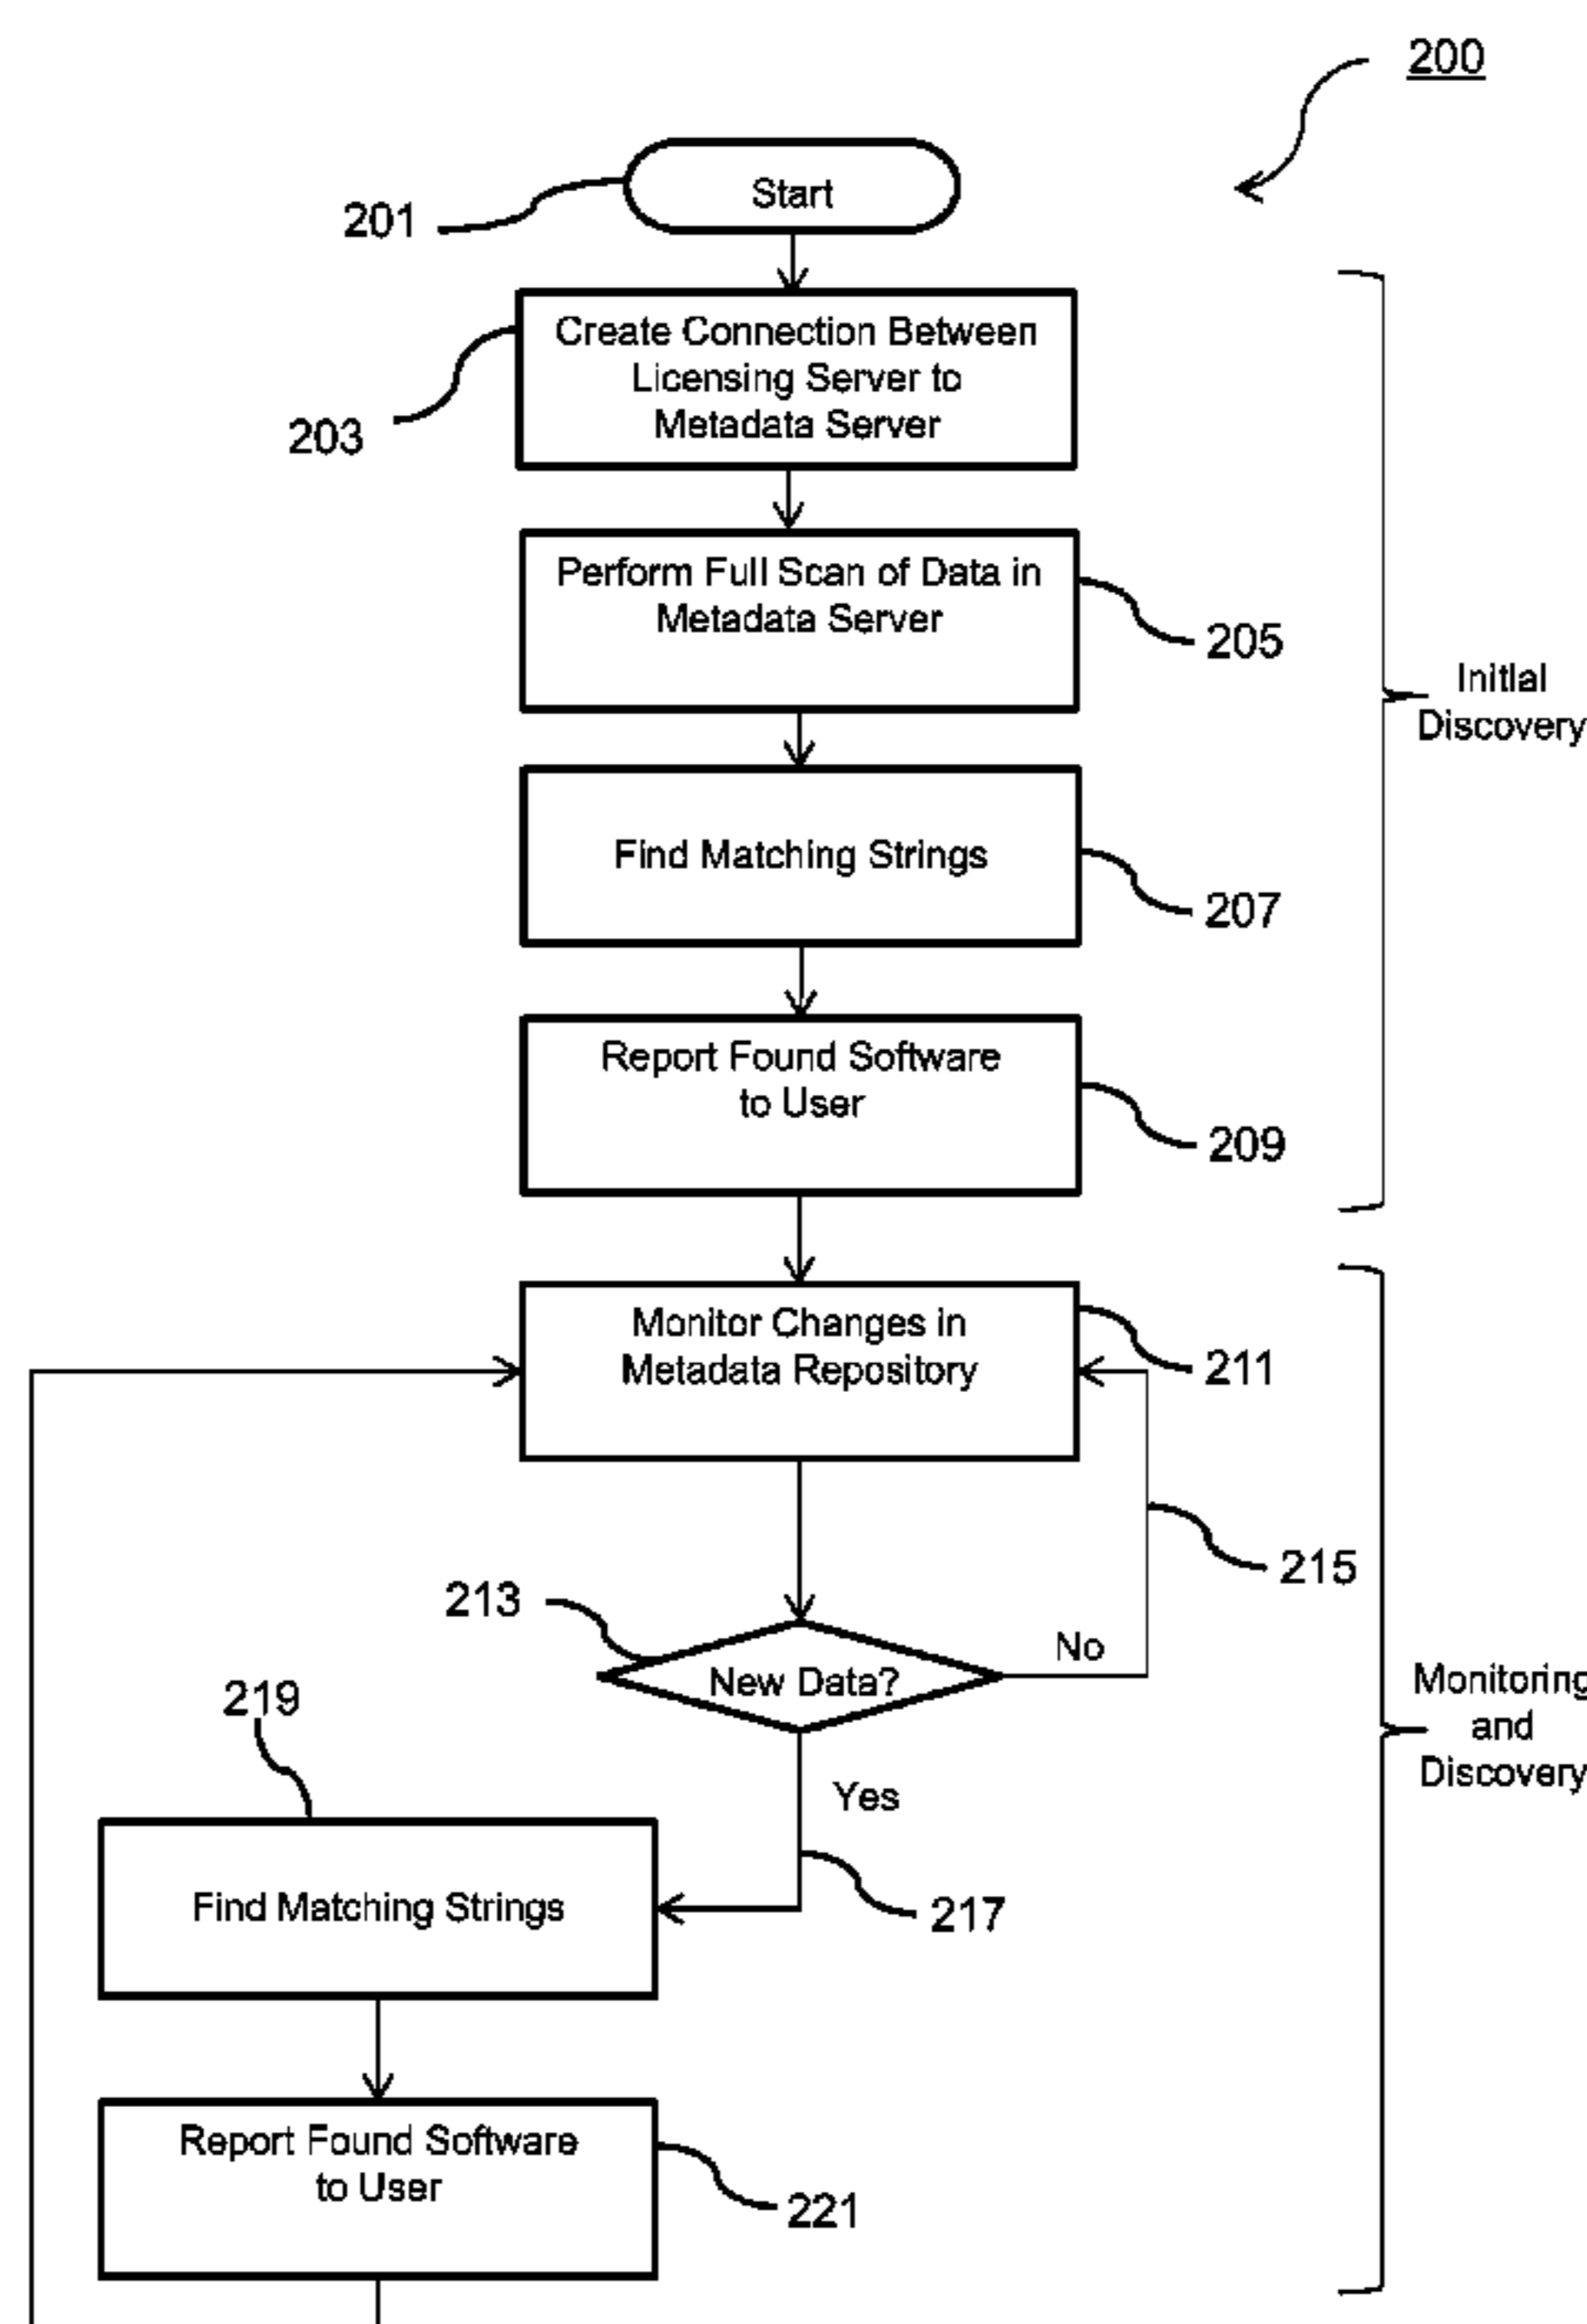 200
Start
201
Create Connection Between
Licensing Server to
Metadata Server
203
Perform Full Scan of Data in
Metadata Server
205
Initial
Discovery
Find Matching Strings
207
Report Found Software
to User
209
Monitor Changes in
Metadata Repository
211
215
213
New Data?
No
Monitoring
and
Discovery
219
Yes
Find Matching Strings
217
Report Found Software
to User
221